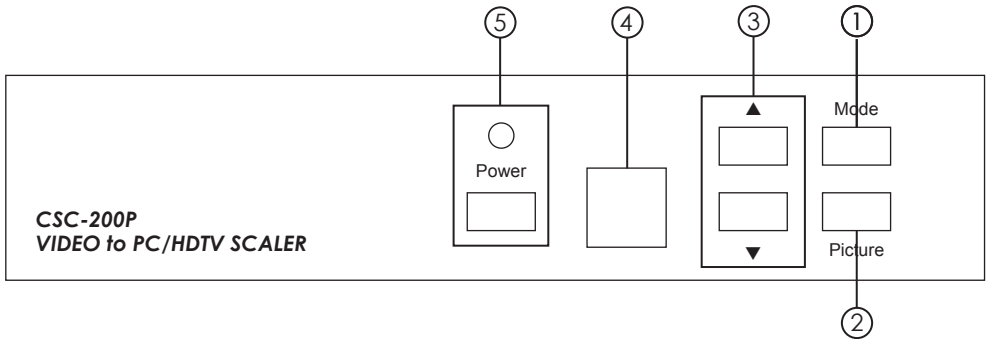 ⑤ ④ ③ ①
▲ Mode
Power
CSC-200P
VIDEO to PC/HDTV SCALER
▼ Picture
②